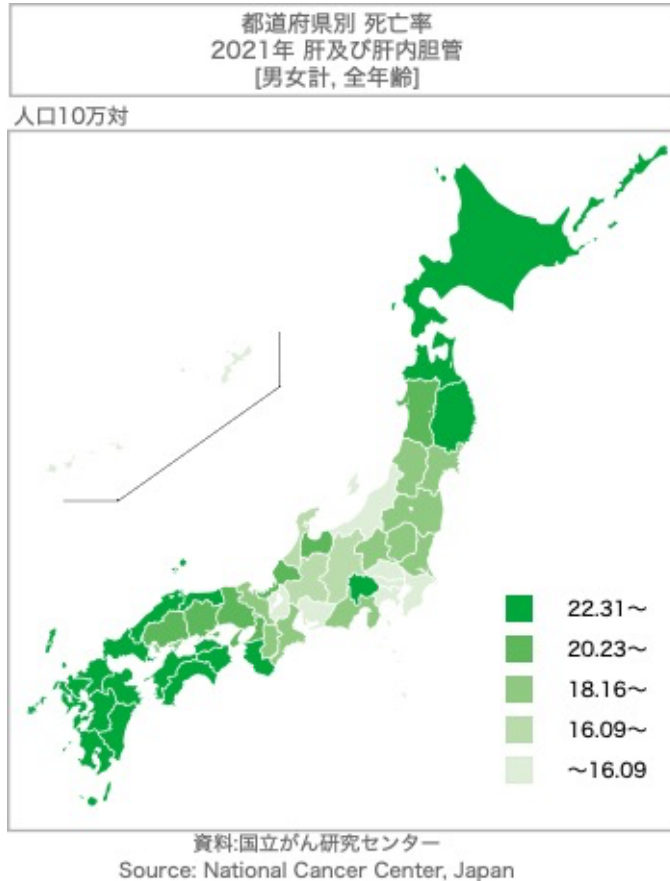 都道府県別 死亡率
2021年 肝及び肝内胆管
[男女計, 全年齢]
人口10万対
22.31～
20.23～
18.16～
16.09～
～16.09
資料:国立がん研究センター
Source: National Cancer Center, Japan